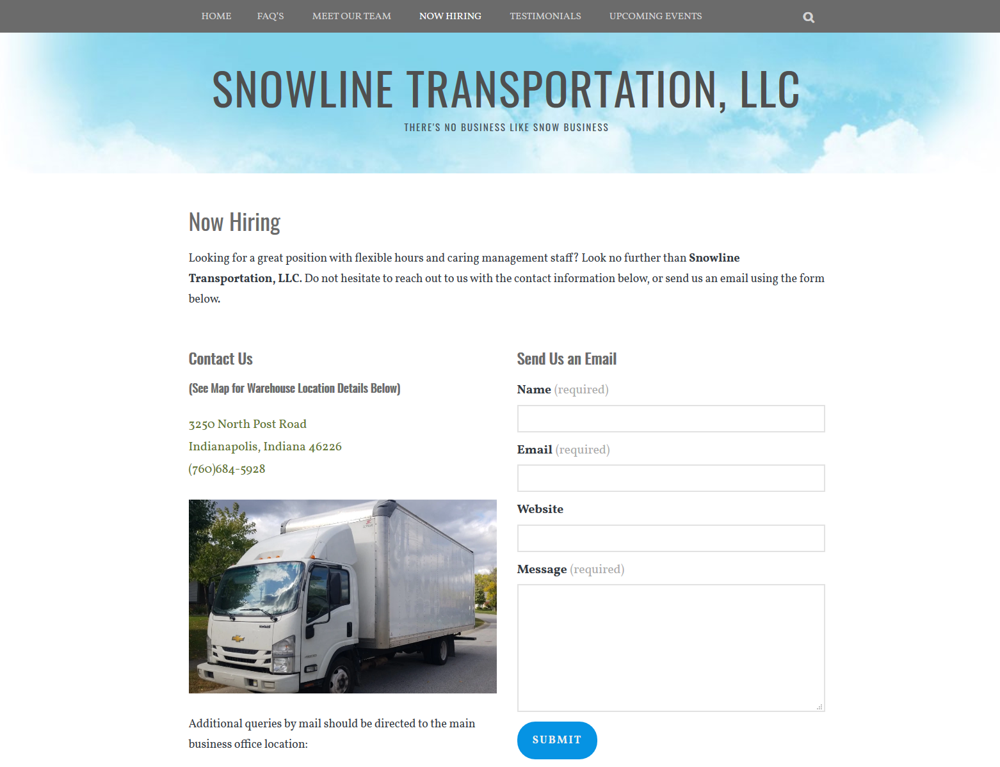 HOME FAQ'S MEET OUR TEAM NOW HIRING TESTIMONIALS UPCOMING EVENTS
SNOWLINE TRANSPORTATION, LLC
THERE'S NO BUSINESS LIKE SNOW BUSINESS
Now Hiring
Looking for a great position with flexible hours and caring management staff? Look no further than Snowline
Transportation, LLC. Do not hesitate to reach out to us with the contact information below, or send us an email using the form
below.
Contact Us
(See Map for Warehouse Location Details Below)
3250 North Post Road
Indianapolis, Indiana 46226
(760)684-5928
Additional queries by mail should be directed to the main
business office location:
Send Us an Email
Name (required)
Email (required)
Website
Message (required)
SUBMIT